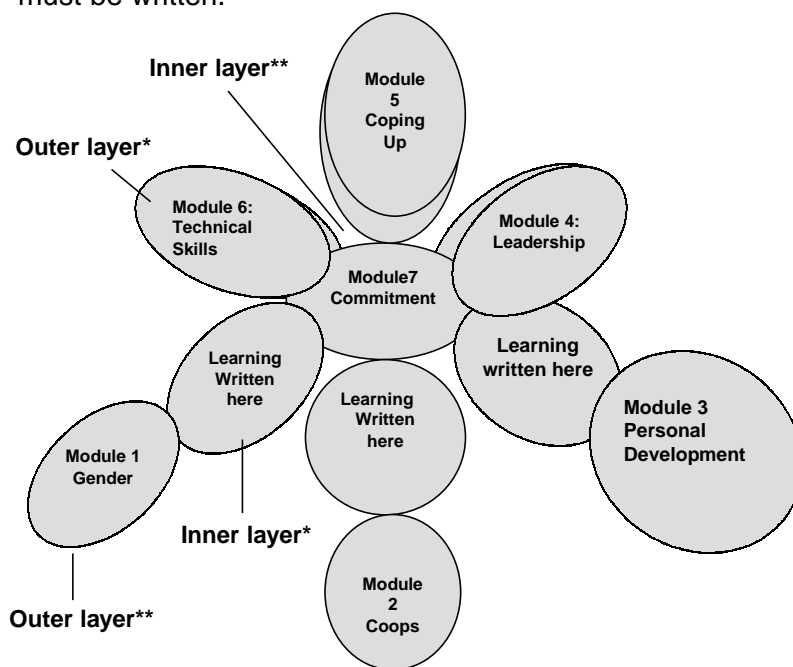 must be written.
Inner layer**
Module
5
Coping
Up
Outer layer*
Module 6:
Technical
Skills
Module 4:
Leadership
Module7
Commitment
Learning
Written
here
Learning
Written
here
Learning
written here
Module 3
Personal
Development
Module 1
Gender
Inner layer*
Module
2
Coops
Outer layer**